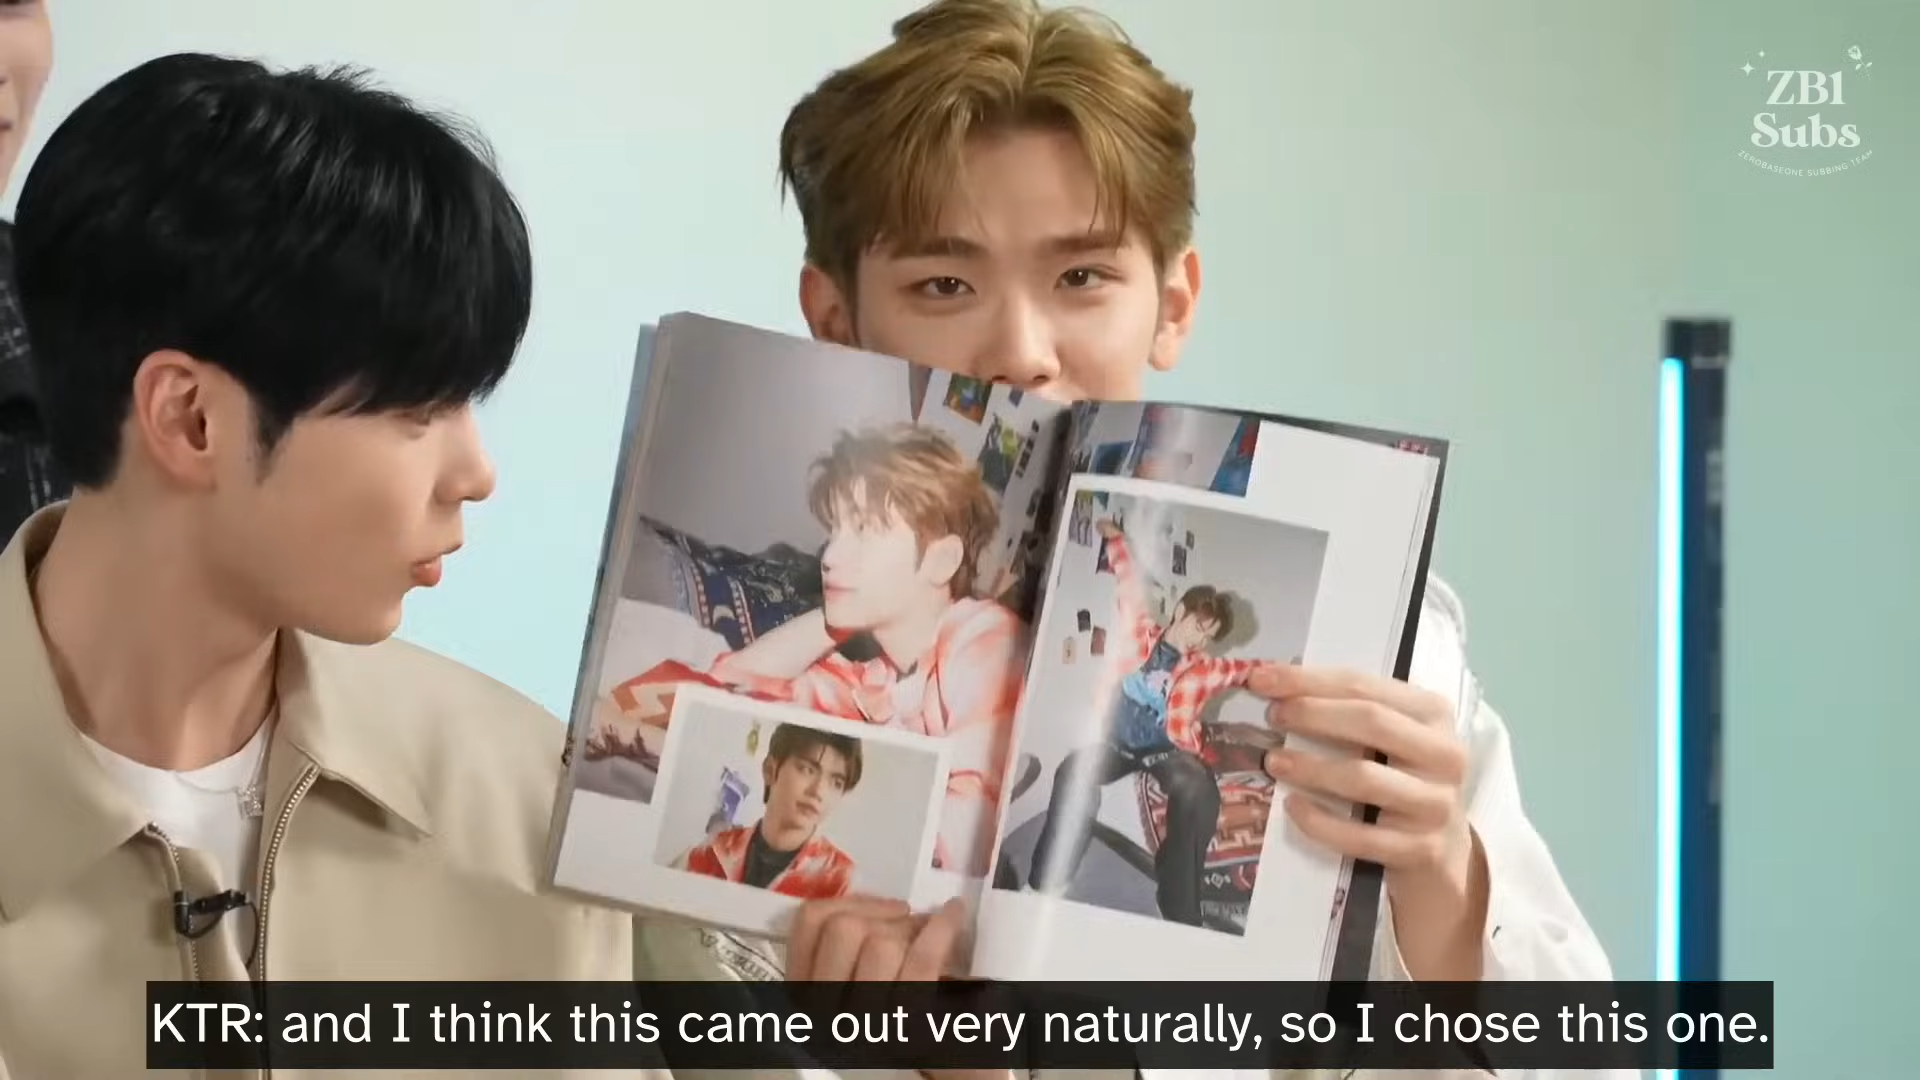 ZB1
Subs
ZEROBASEONE SUBBING TEAM
KTR: and I think this came out very naturally, so I chose this one.